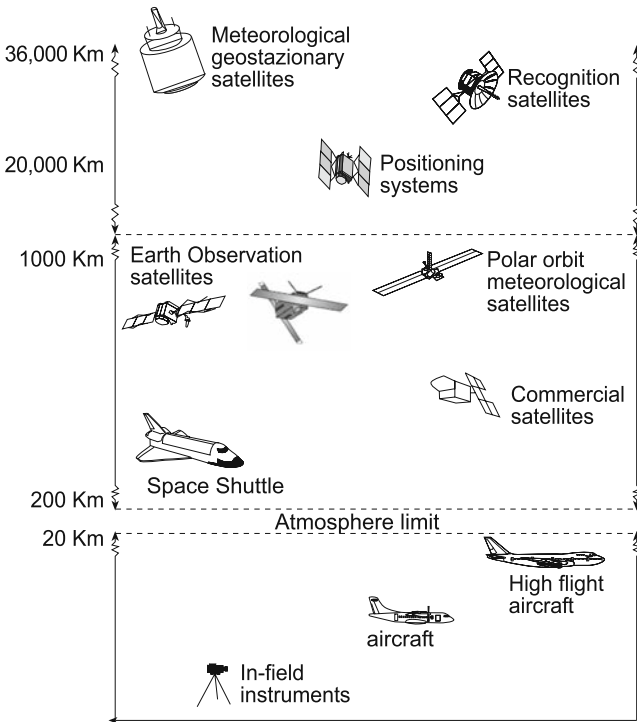 36,000 Km
Meteorological
geostazionary
satellites
Recognition
satellites
20,000 Km
Positioning
systems
1000 Km
Earth Observation
satellites
Polar orbit
meteorological
satellites
Commercial
satellites
Space Shuttle
200 Km
Atmosphere limit
20 Km
High flight
aircraft
aircraft
In-field
instruments